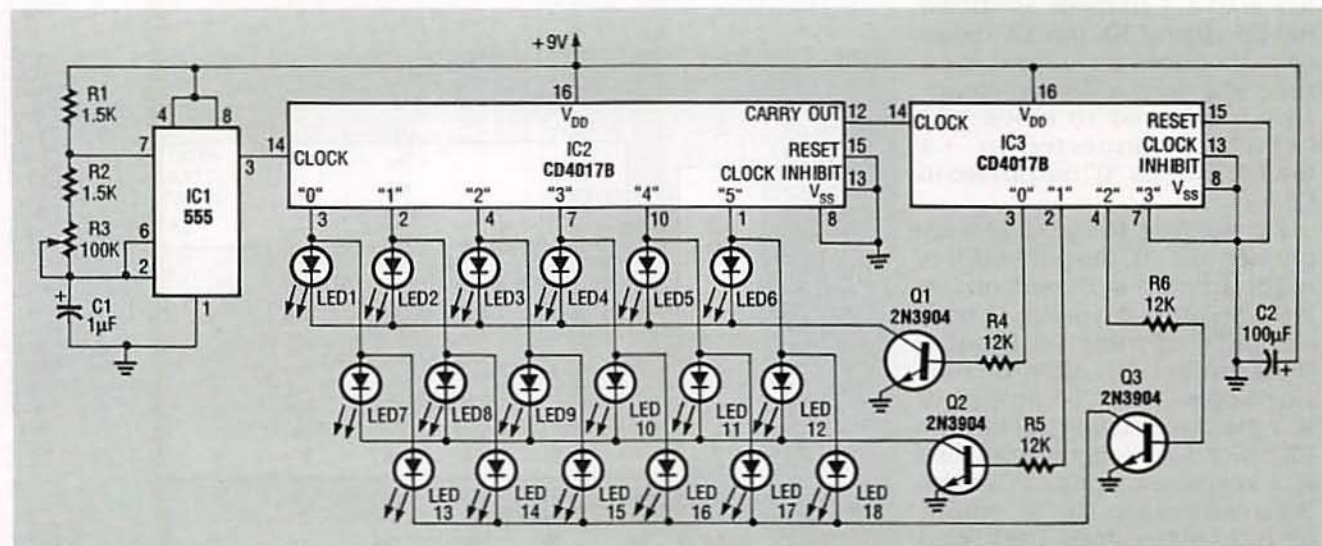 +9V
R1
1.5K
R2
1.5K
R3
100K
C1
1µF
+
4
8
7
6
2
3
1
IC1
555
14
CLOCK
16
V_DD
IC2
CD4017B
CARRY OUT
12
RESET
15
CLOCK INHIBIT
13
V_SS
8
"0" "1" "2" "3" "4" "5"
3 2 4 7 10 1
14
CLOCK
16
V_DD
IC3
CD4017B
RESET
15
CLOCK
INHIBIT
13
V_SS
8
"0" "1" "2" "3"
3 2 4 7
LED1 LED2 LED3 LED4 LED5 LED6
Q1
2N3904
R4
12K
R6
12K
C2
100µF
+
LED7 LED8 LED9 LED
10 LED
11 LED
12
Q2
2N3904
R5
12K
Q3
2N3904
LED
13
LED
14
LED
15
LED
16
LED
17
LED
18